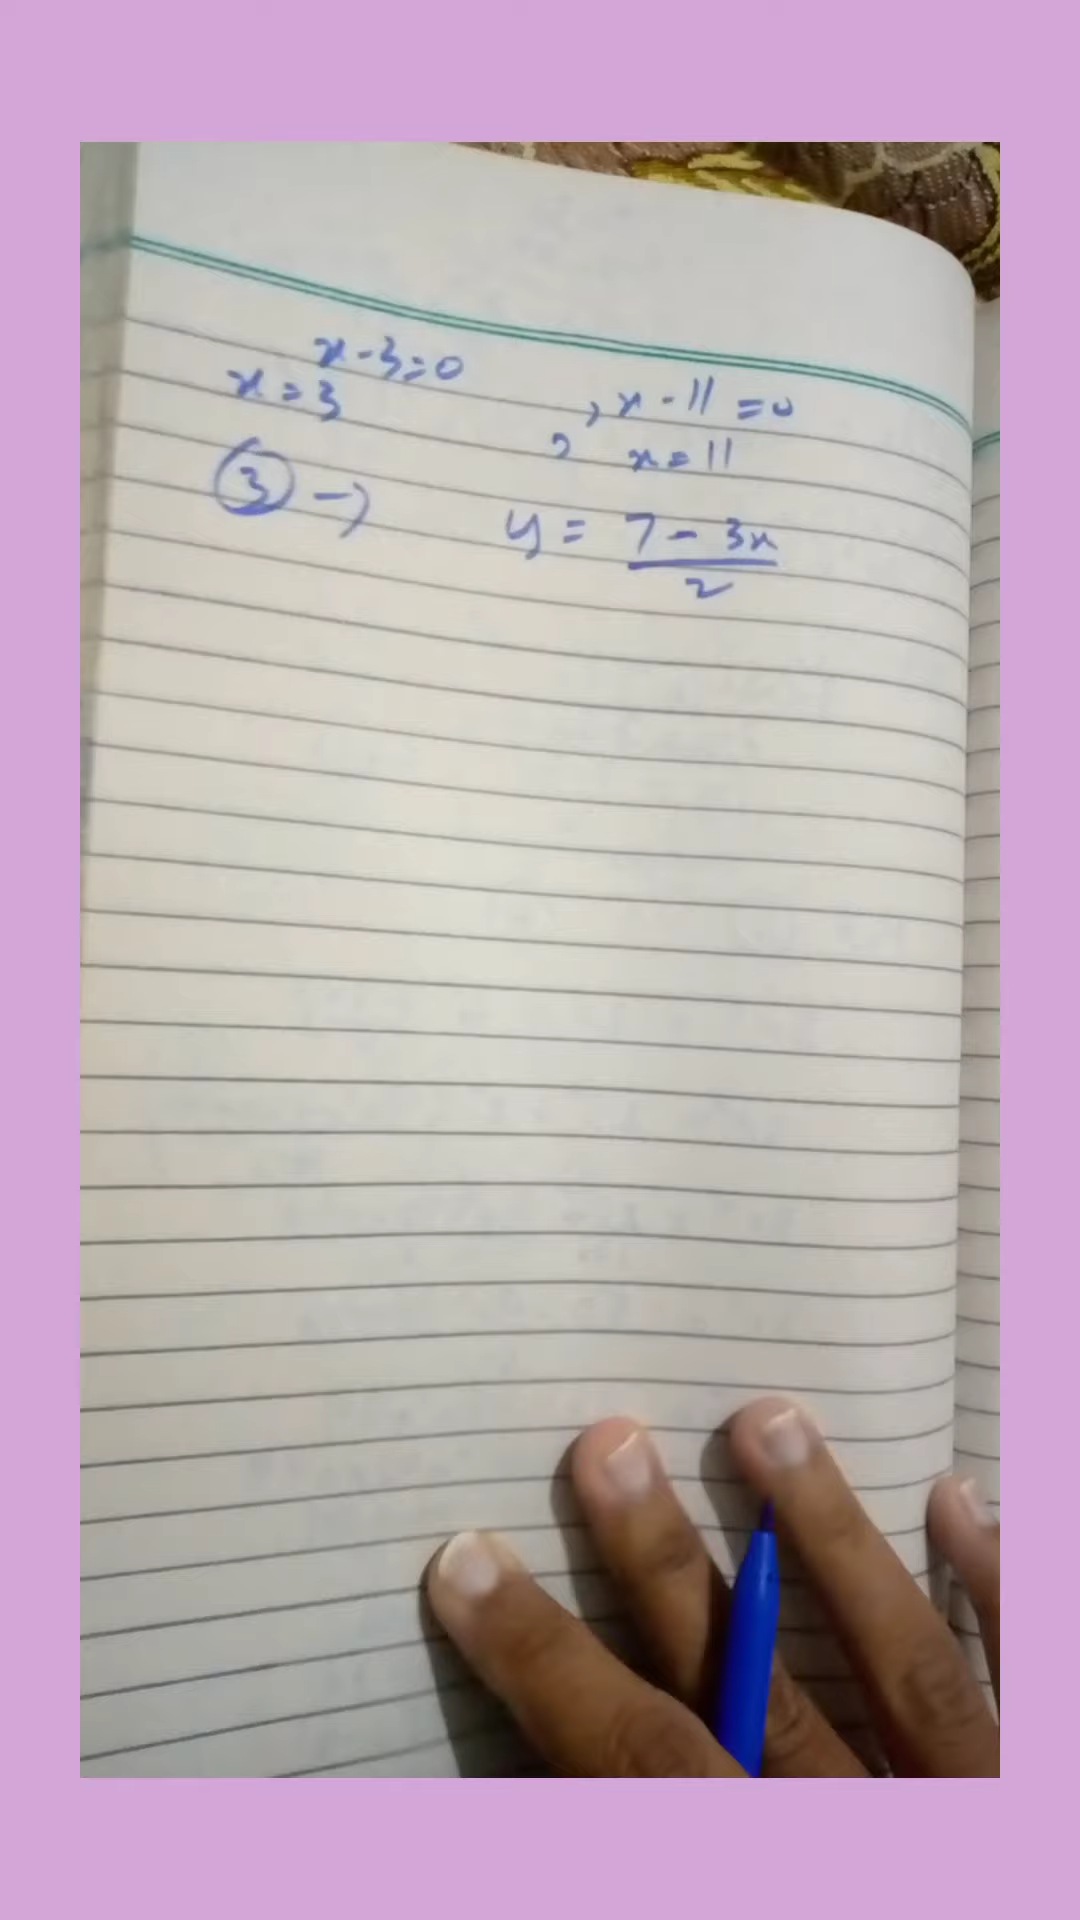 x - 3 = 0 , x - 11 = 0
x = 3 , x = 11
③ → y = 7 - 3x / 2